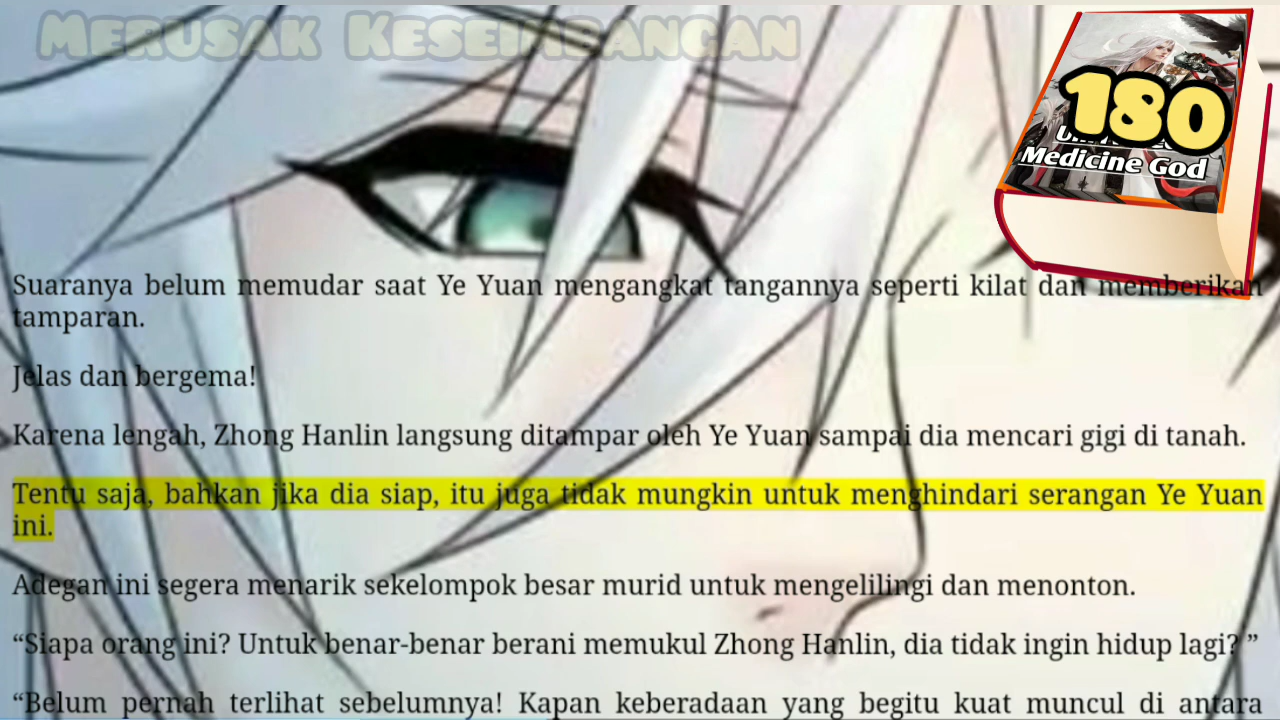 Merusak Keseimbangan
180
Medicine God
Suaranya belum memudar saat Ye Yuan mengangkat tangannya seperti kilat dan memberikan
tamparan.
Jelas dan bergema!
Karena lengah, Zhong Hanlin langsung ditampar oleh Ye Yuan sampai dia mencari gigi di tanah.
Tentu saja, bahkan jika dia siap, itu juga tidak mungkin untuk menghindari serangan Ye Yuan
ini.
Adegan ini segera menarik sekelompok besar murid untuk mengelilingi dan menonton.
“Siapa orang ini? Untuk benar-benar berani memukul Zhong Hanlin, dia tidak ingin hidup lagi? ”
“Belum pernah terlihat sebelumnya! Kapan keberadaan yang begitu kuat muncul di antara